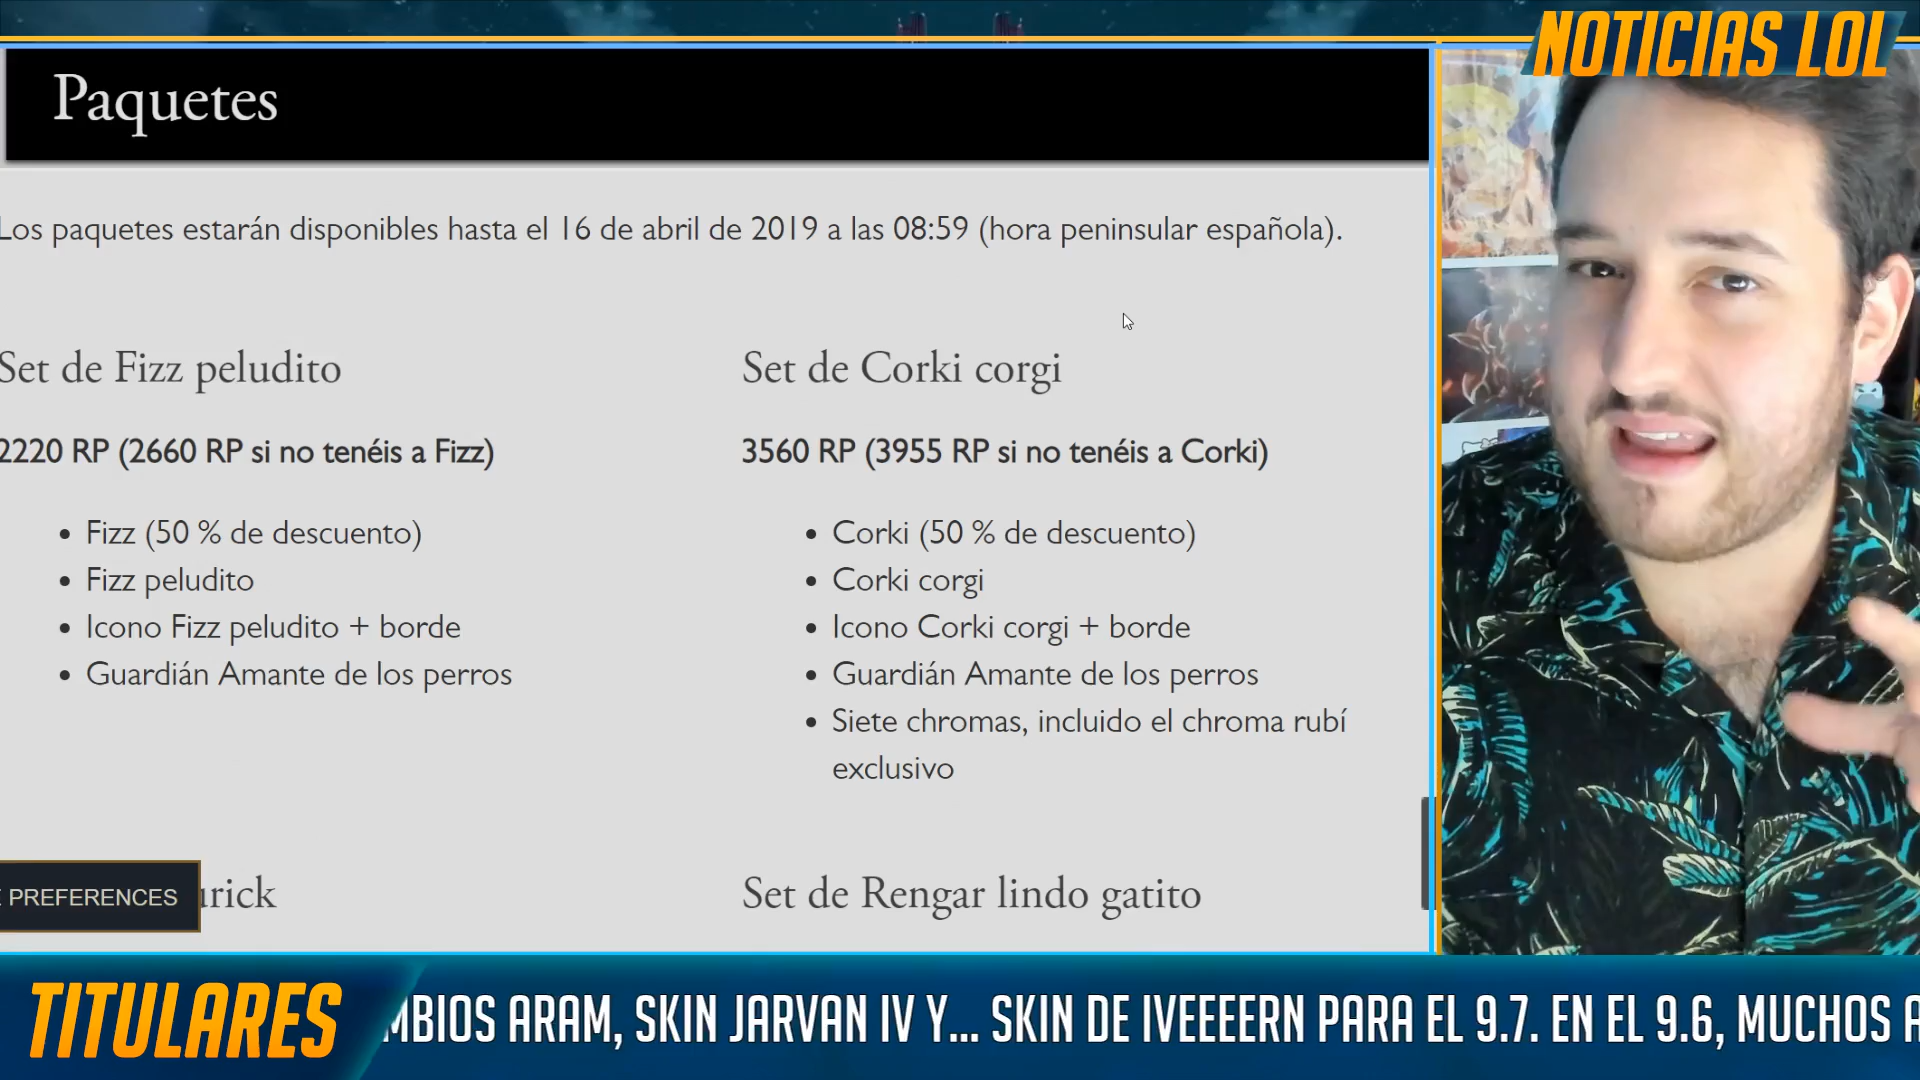 NOTICIAS LOL
Paquetes
Los paquetes estarán disponibles hasta el 16 de abril de 2019 a las 08:59 (hora peninsular española).
Set de Fizz peludito
2220 RP (2660 RP si no tenéis a Fizz)
• Fizz (50 % de descuento)
• Fizz peludito
• Icono Fizz peludito + borde
• Guardián Amante de los perros
Set de Corki corgi
3560 RP (3955 RP si no tenéis a Corki)
• Corki (50 % de descuento)
• Corki corgi
• Icono Corki corgi + borde
• Guardián Amante de los perros
• Siete chromas, incluido el chroma rubí
exclusivo
PREFERENCES
urick
Set de Rengar lindo gatito
TITULARES
MBIOS ARAM, SKIN JARVAN IV Y... SKIN DE IVEEEERN PARA EL 9.7. EN EL 9.6, MUCHOS A